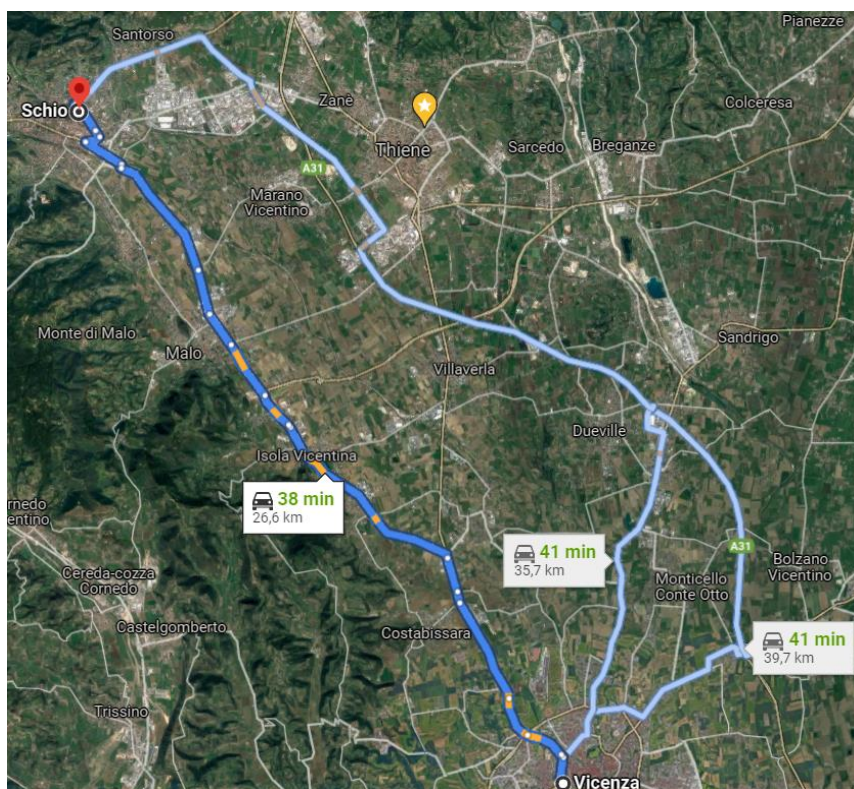 Pianezze
Santorso
Schio
Zanè
Colceresa
Thiene
Sarcedo
Breganze
A31
Marano
Vicentino
Monte di Malo
Malo
Sandrigo
Villaverla
Dueville
Isola Vicentina
38 min
26,6 km
rnedo
entino
41 min
35,7 km
A31
Bolzano
Vicentino
Cereda-cozza
Cornedo
Monticello
Conte Otto
Castelgomberto
Costabissara
41 min
39,7 km
Trissino
Vicenza